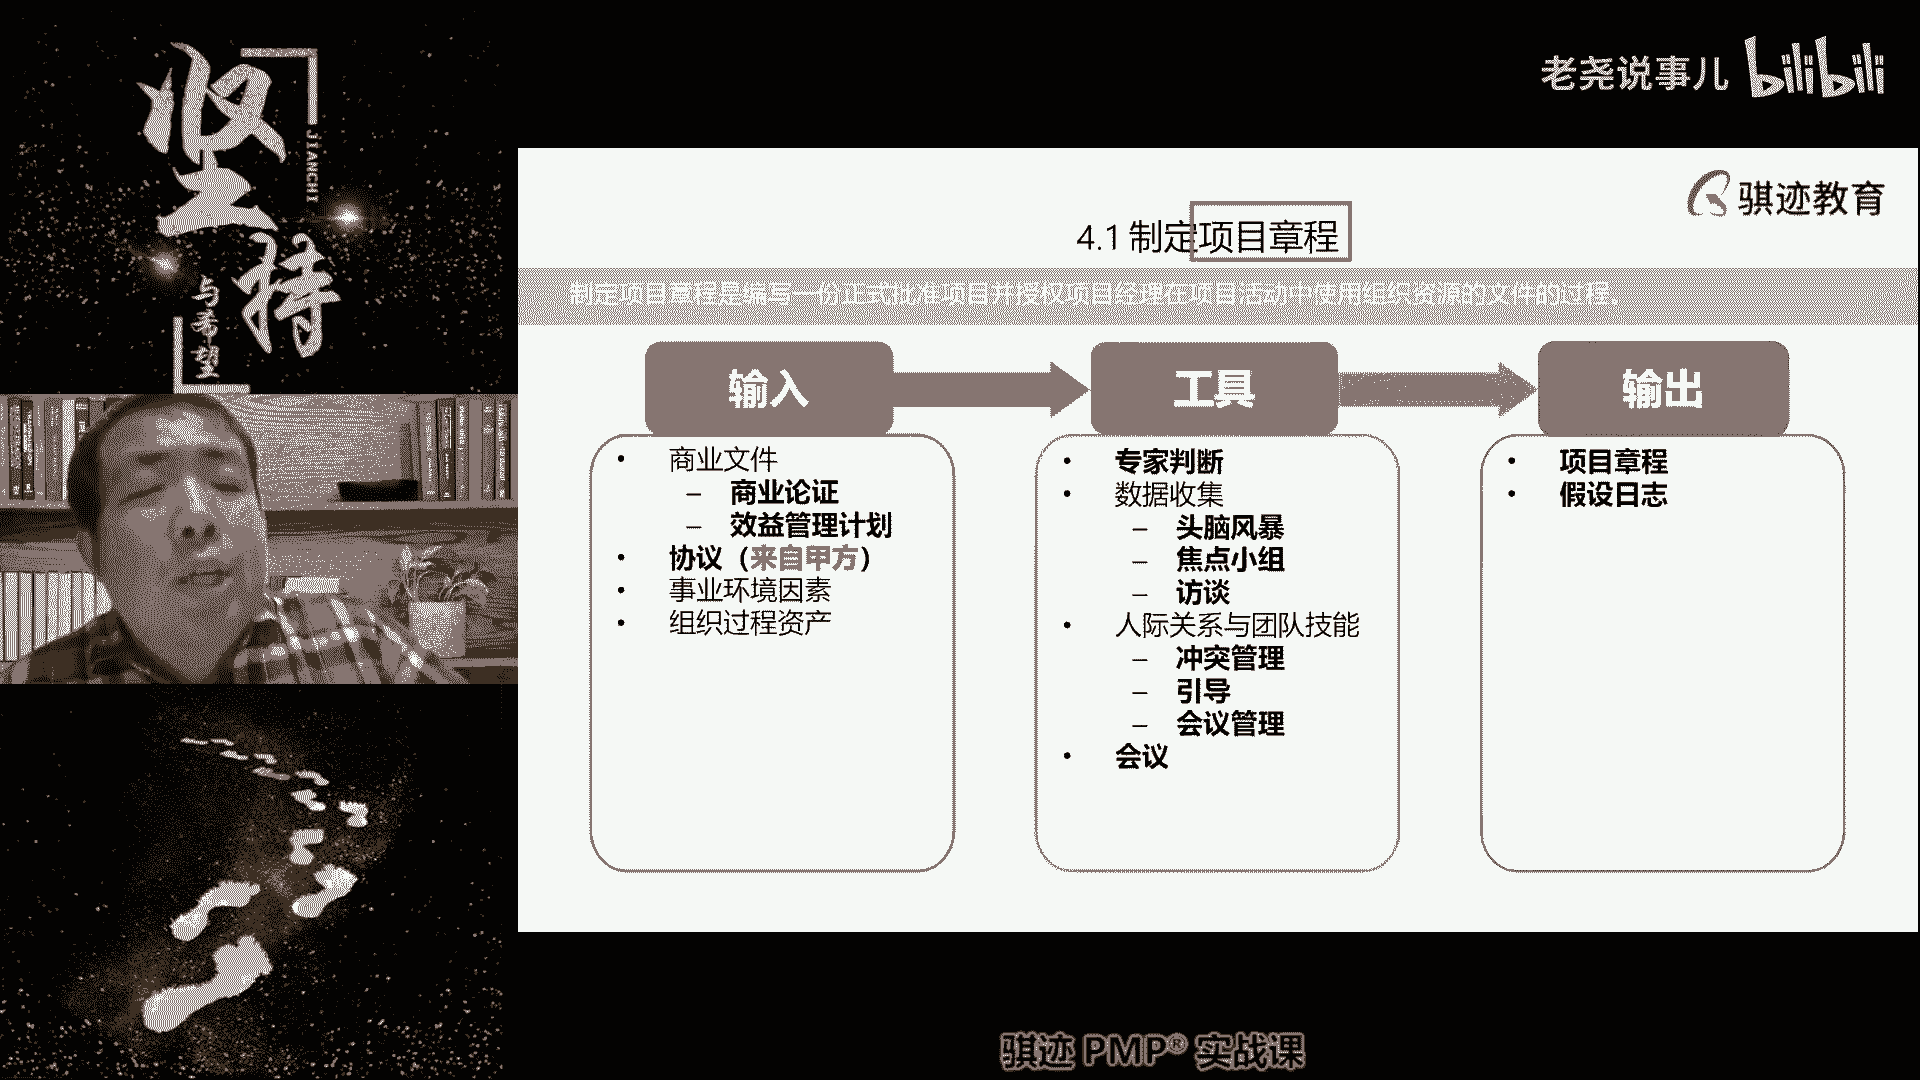 坚持
JIANCHI
与希望
老尧说事儿 bilibili
骐迹教育
4.1 制定项目章程
制定项目章程是编写一份正式批准项目并授权项目经理在项目活动中使用组织资源的文件的过程。
输入
• 商业文件
– 商业论证
– 效益管理计划
• 协议（来自甲方）
• 事业环境因素
• 组织过程资产
工具
• 专家判断
• 数据收集
– 头脑风暴
– 焦点小组
– 访谈
• 人际关系与团队技能
– 冲突管理
– 引导
– 会议管理
• 会议
输出
• 项目章程
• 假设日志
骐迹 PMP® 实战课